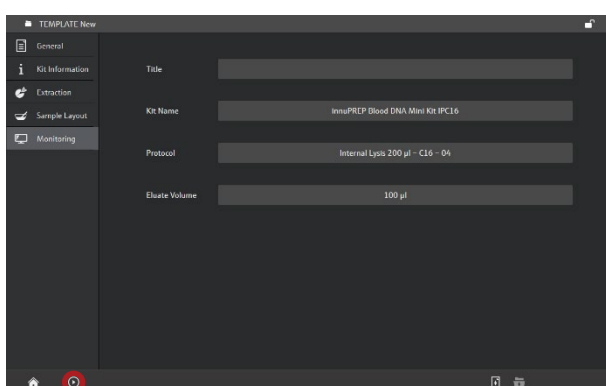 TEMPLATE New
General
Kit Information
Extraction
Sample Layout
Monitoring
Title
Kit Name
InnuPREP Blood DNA Mini Kit IPC16
Protocol
Internal Lysis 200 µl – C16 – 04
Eluate Volume
100 µl